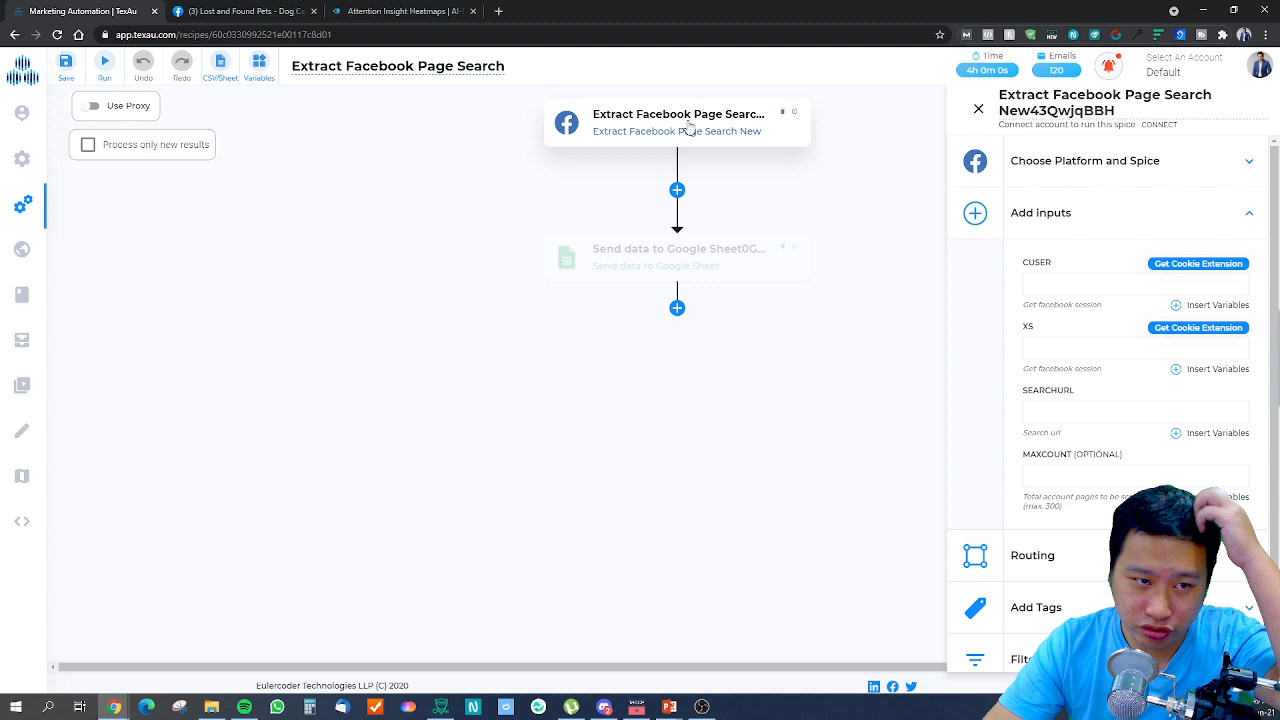 Marketing Automation | TexAu
(3) Lost and Found Pets - Dog Ca
Attention Insight Heatmaps | AI-
app.texau.com/recipes/60c0330992521e00117c8d01
Save
Run
Undo
Redo
CSV/Sheet
Variables
Extract Facebook Page Search
Time
4h 0m 0s
Emails
120
Select An Account
Default
Use Proxy
Process only new results
Extract Facebook Page Searc...
Extract Facebook Page Search New
Send data to Google Sheet0G...
Send data to Google Sheet
Extract Facebook Page Search
New43QwjqBBH
Connect account to run this spice CONNECT
Choose Platform and Spice
Add inputs
CUSER
Get Cookie Extension
Get facebook session
Insert Variables
XS
Get Cookie Extension
Get facebook session
Insert Variables
SEARCHURL
Search url
Insert Variables
MAXCOUNT (OPTIONAL)
Total account pages to be
(max. 300)
Routing
Add Tags
Eulercoder Technologies LLP [C] 2020